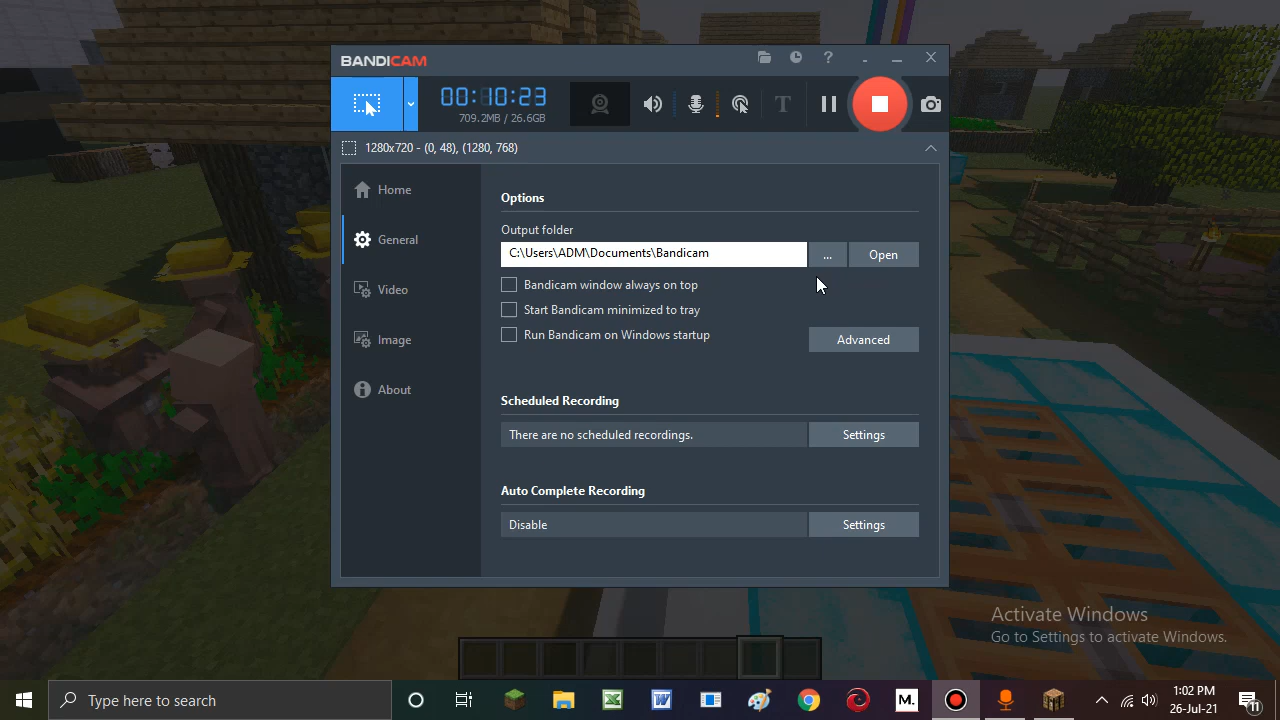 BANDICAM
?
00:10:23
709.2MB / 26.6GB
T
1280x720 - (0, 48), (1280, 768)
Home
General
Video
Image
About
Options
Output folder
C:\Users\ADM\Documents\Bandicam
...
Open
Bandicam window always on top
Start Bandicam minimized to tray
Run Bandicam on Windows startup
Advanced
Scheduled Recording
There are no scheduled recordings.
Settings
Auto Complete Recording
Disable
Settings
Activate Windows
Go to Settings to activate Windows.
Type here to search
M.
1:02 PM
26-Jul-21
11